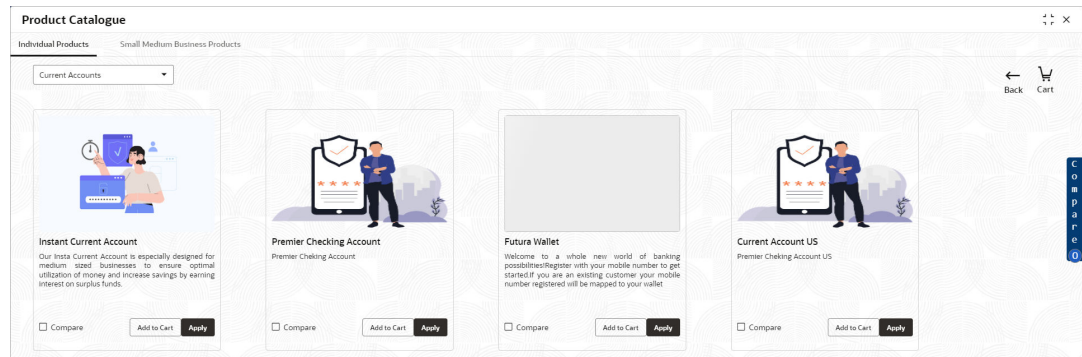 Product Catalogue
Individual Products
Small Medium Business Products
Current Accounts
Back
Cart
Instant Current Account
Our Insta Current Account is especially designed for
medium sized businesses to ensure optimal
utilization of money and increase savings by earning
interest on surplus funds.
Compare
Add to Cart
Apply
Premier Checking Account
Premier Cheking Account
Compare
Add to Cart
Apply
Futura Wallet
Welcome to a whole new world of banking
possibilities!Register with your mobile number to get
started.If you are an existing customer your mobile
number registered will be mapped to your wallet
Compare
Add to Cart
Apply
Current Account US
Premier Cheking Account US
Compare
Add to Cart
Apply
Compare
0